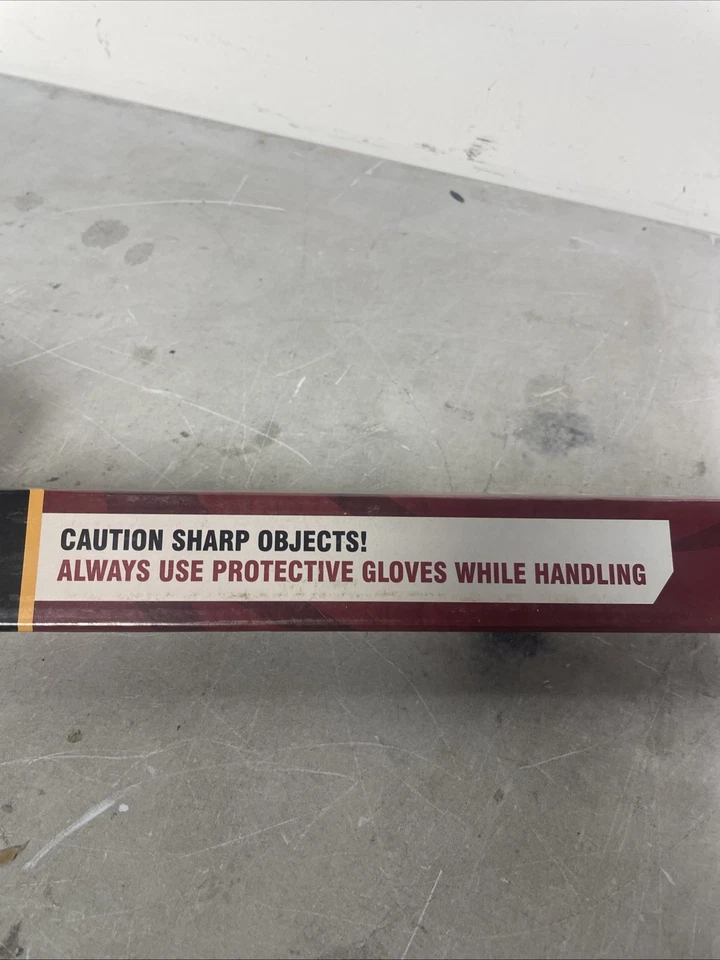 CAUTION SHARP OBJECTS!
ALWAYS USE PROTECTIVE GLOVES WHILE HANDLING